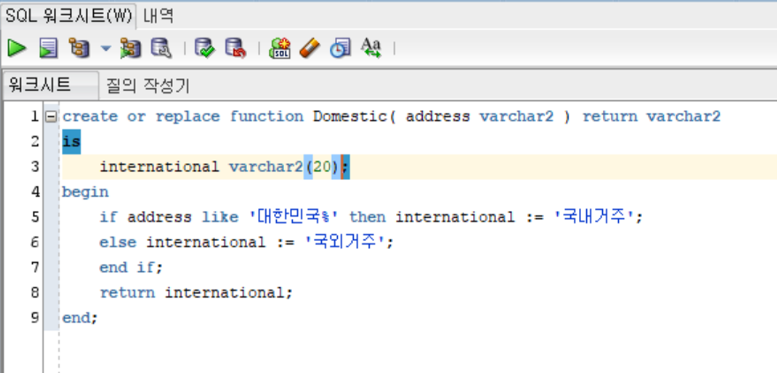 SQL 워크시트(W) 내역
SQL Aa
워크시트 질의 작성기
1 create or replace function Domestic( address varchar2 ) return varchar2
2 is
3 international varchar2(20);
4 begin
5 if address like '대한민국%' then international := '국내거주';
6 else international := '국외거주';
7 end if;
8 return international;
9 end;